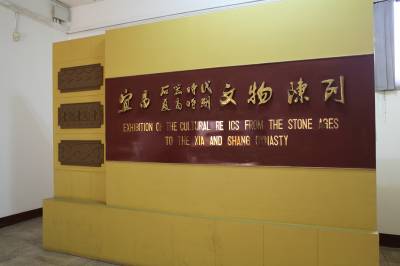 宜昌 石器時代 夏商時期 文物陳列
EXHIBITION OF THE CULTURAL RE ICS FROM THE STONE AGES
TO THE XIA AND SHANG DYNASTY